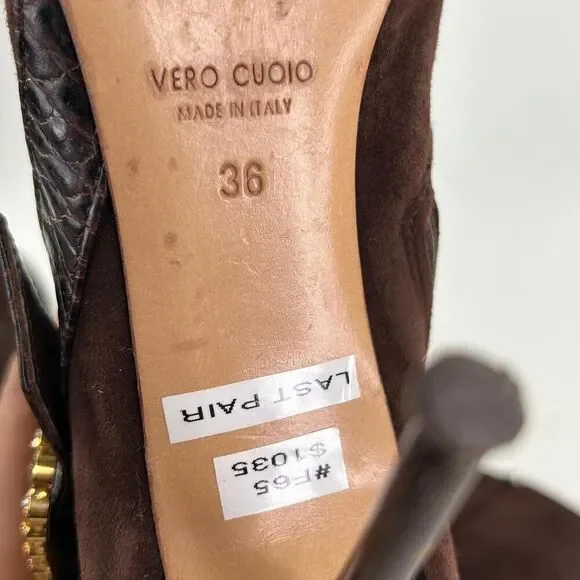 VERO CUOIO
MADE IN ITALY
36
LAST PAIR
#F65
$1035